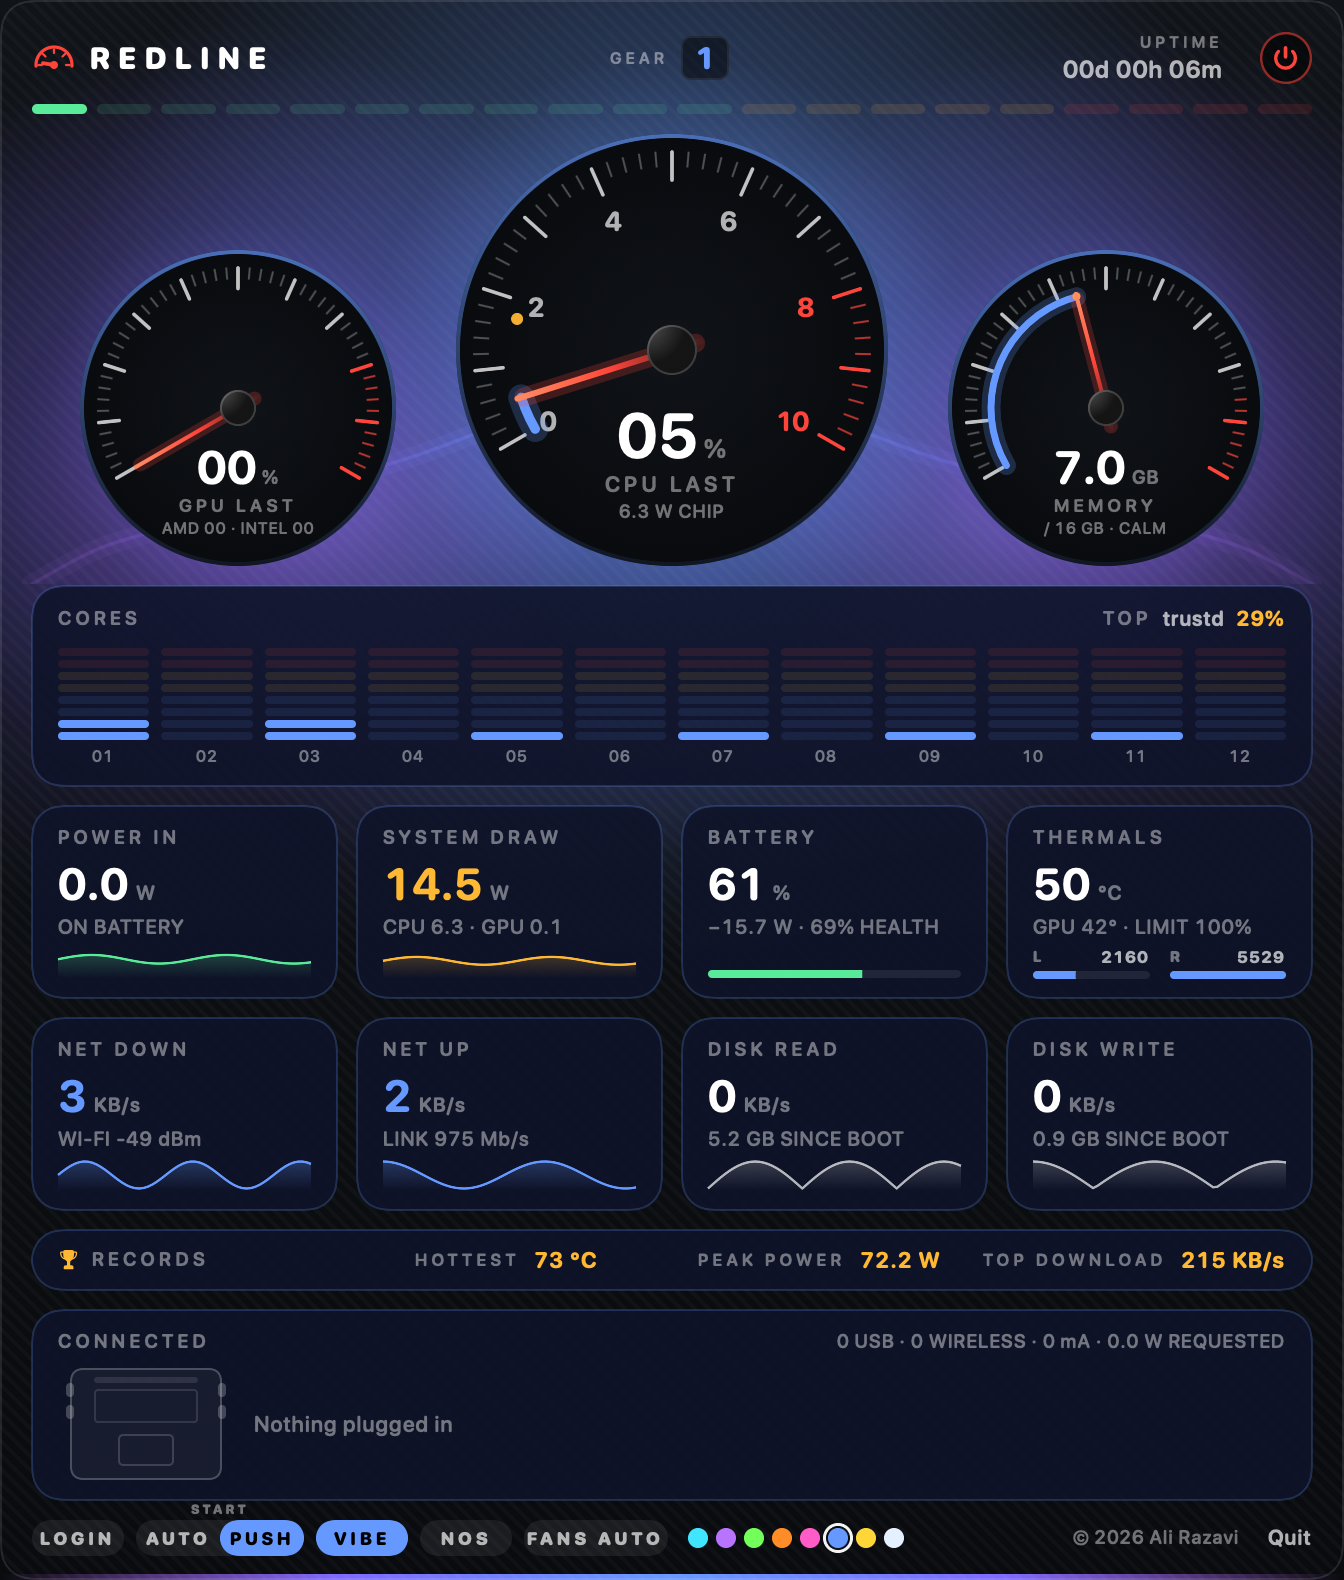 REDLINE
GEAR 1
UPTIME
00d 00h 06m
4 6
2 8
0 10
05 %
CPU LAST
6.3 W CHIP
00 %
GPU LAST
AMD 00 · INTEL 00
7.0 GB
MEMORY
/ 16 GB · CALM
CORES
TOP trustd 29%
01 02 03 04 05 06 07 08 09 10 11 12
POWER IN
0.0 W
ON BATTERY
SYSTEM DRAW
14.5 W
CPU 6.3 · GPU 0.1
BATTERY
61 %
−15.7 W · 69% HEALTH
THERMALS
50 °C
GPU 42° · LIMIT 100%
L 2160 R 5529
NET DOWN
3 KB/s
WI-FI -49 dBm
NET UP
2 KB/s
LINK 975 Mb/s
DISK READ
0 KB/s
5.2 GB SINCE BOOT
DISK WRITE
0 KB/s
0.9 GB SINCE BOOT
RECORDS HOTTEST 73 °C PEAK POWER 72.2 W TOP DOWNLOAD 215 KB/s
CONNECTED
0 USB · 0 WIRELESS · 0 mA · 0.0 W REQUESTED
Nothing plugged in
START
LOGIN AUTO PUSH VIBE NOS FANS AUTO © 2026 Ali Razavi Quit